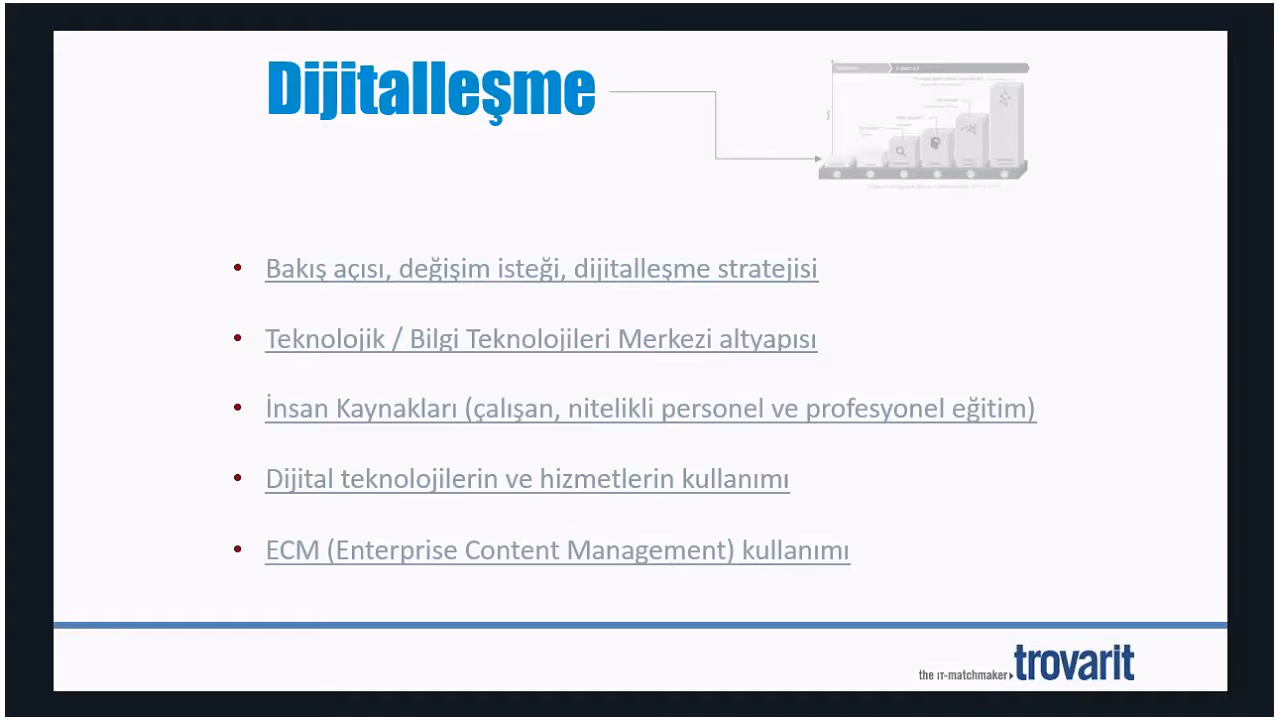 Dijitalleşme
• Bakış açısı, değişim isteği, dijitalleşme stratejisi
• Teknolojik / Bilgi Teknolojileri Merkezi altyapısı
• İnsan Kaynakları (çalışan, nitelikli personel ve profesyonel eğitim)
• Dijital teknolojilerin ve hizmetlerin kullanımı
• ECM (Enterprise Content Management) kullanımı
the IT-matchmaker trovarit